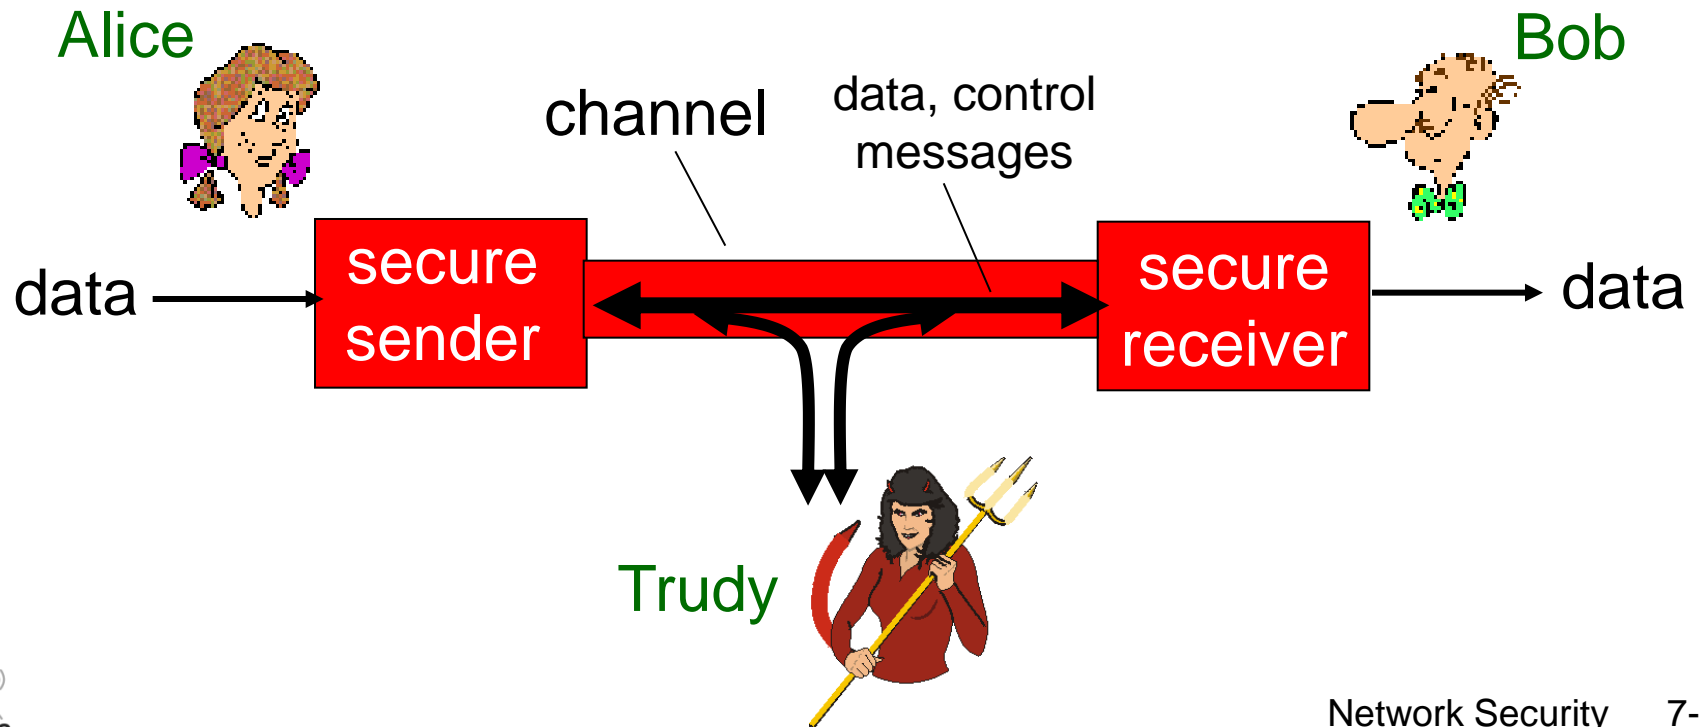 Alice
Bob
channel
data, control
messages
secure
sender
secure
receiver
data
data
Trudy
Network Security 7-